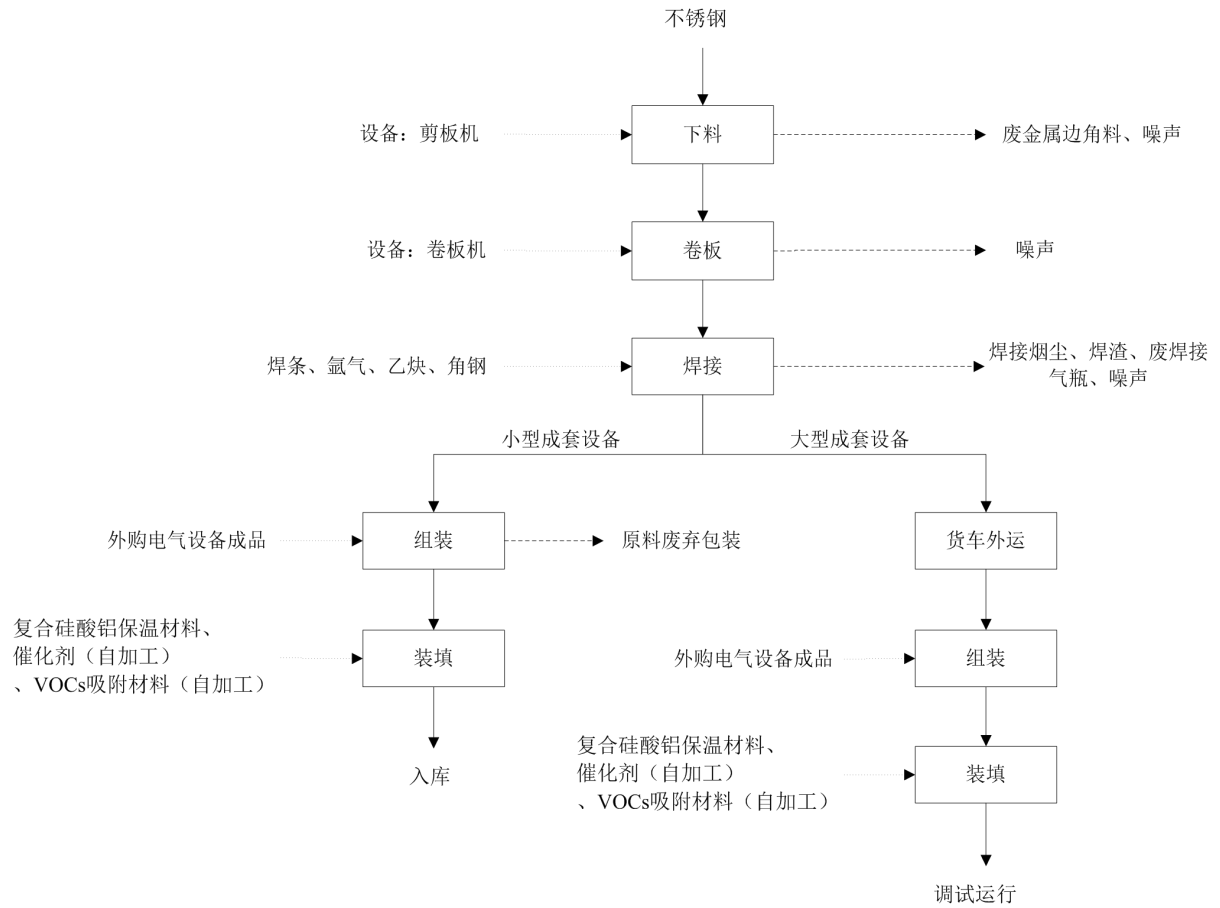 不锈钢
设备：剪板机
下料
废金属边角料、噪声
设备：卷板机
卷板
噪声
焊条、氩气、乙炔、角钢
焊接
焊接烟尘、焊渣、废焊接
气瓶、噪声
小型成套设备
大型成套设备
外购电气设备成品
组装
原料废弃包装
货车外运
复合硅酸铝保温材料、
催化剂（自加工）
、VOCs吸附材料（自加工）
装填
外购电气设备成品
组装
入库
复合硅酸铝保温材料、
催化剂（自加工）
、VOCs吸附材料（自加工）
装填
调试运行